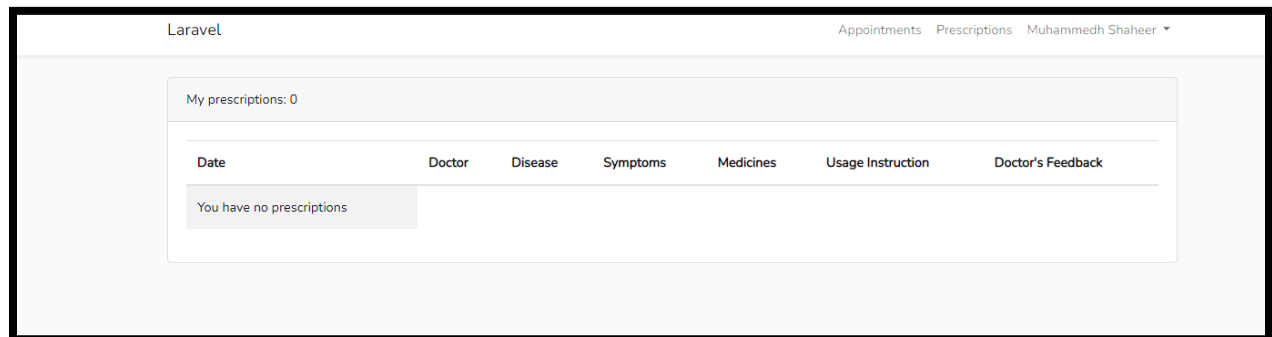 Laravel Appointments Prescriptions Muhammedh Shaheer
My prescriptions: 0
Date Doctor Disease Symptoms Medicines Usage Instruction Doctor's Feedback
You have no prescriptions